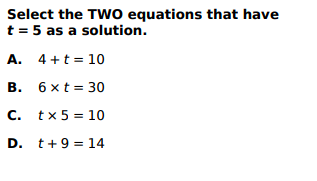 Select the TWO equations that have
t = 5 as a solution.
A. 4 + t = 10
B. 6 × t = 30
C. t × 5 = 10
D. t + 9 = 14